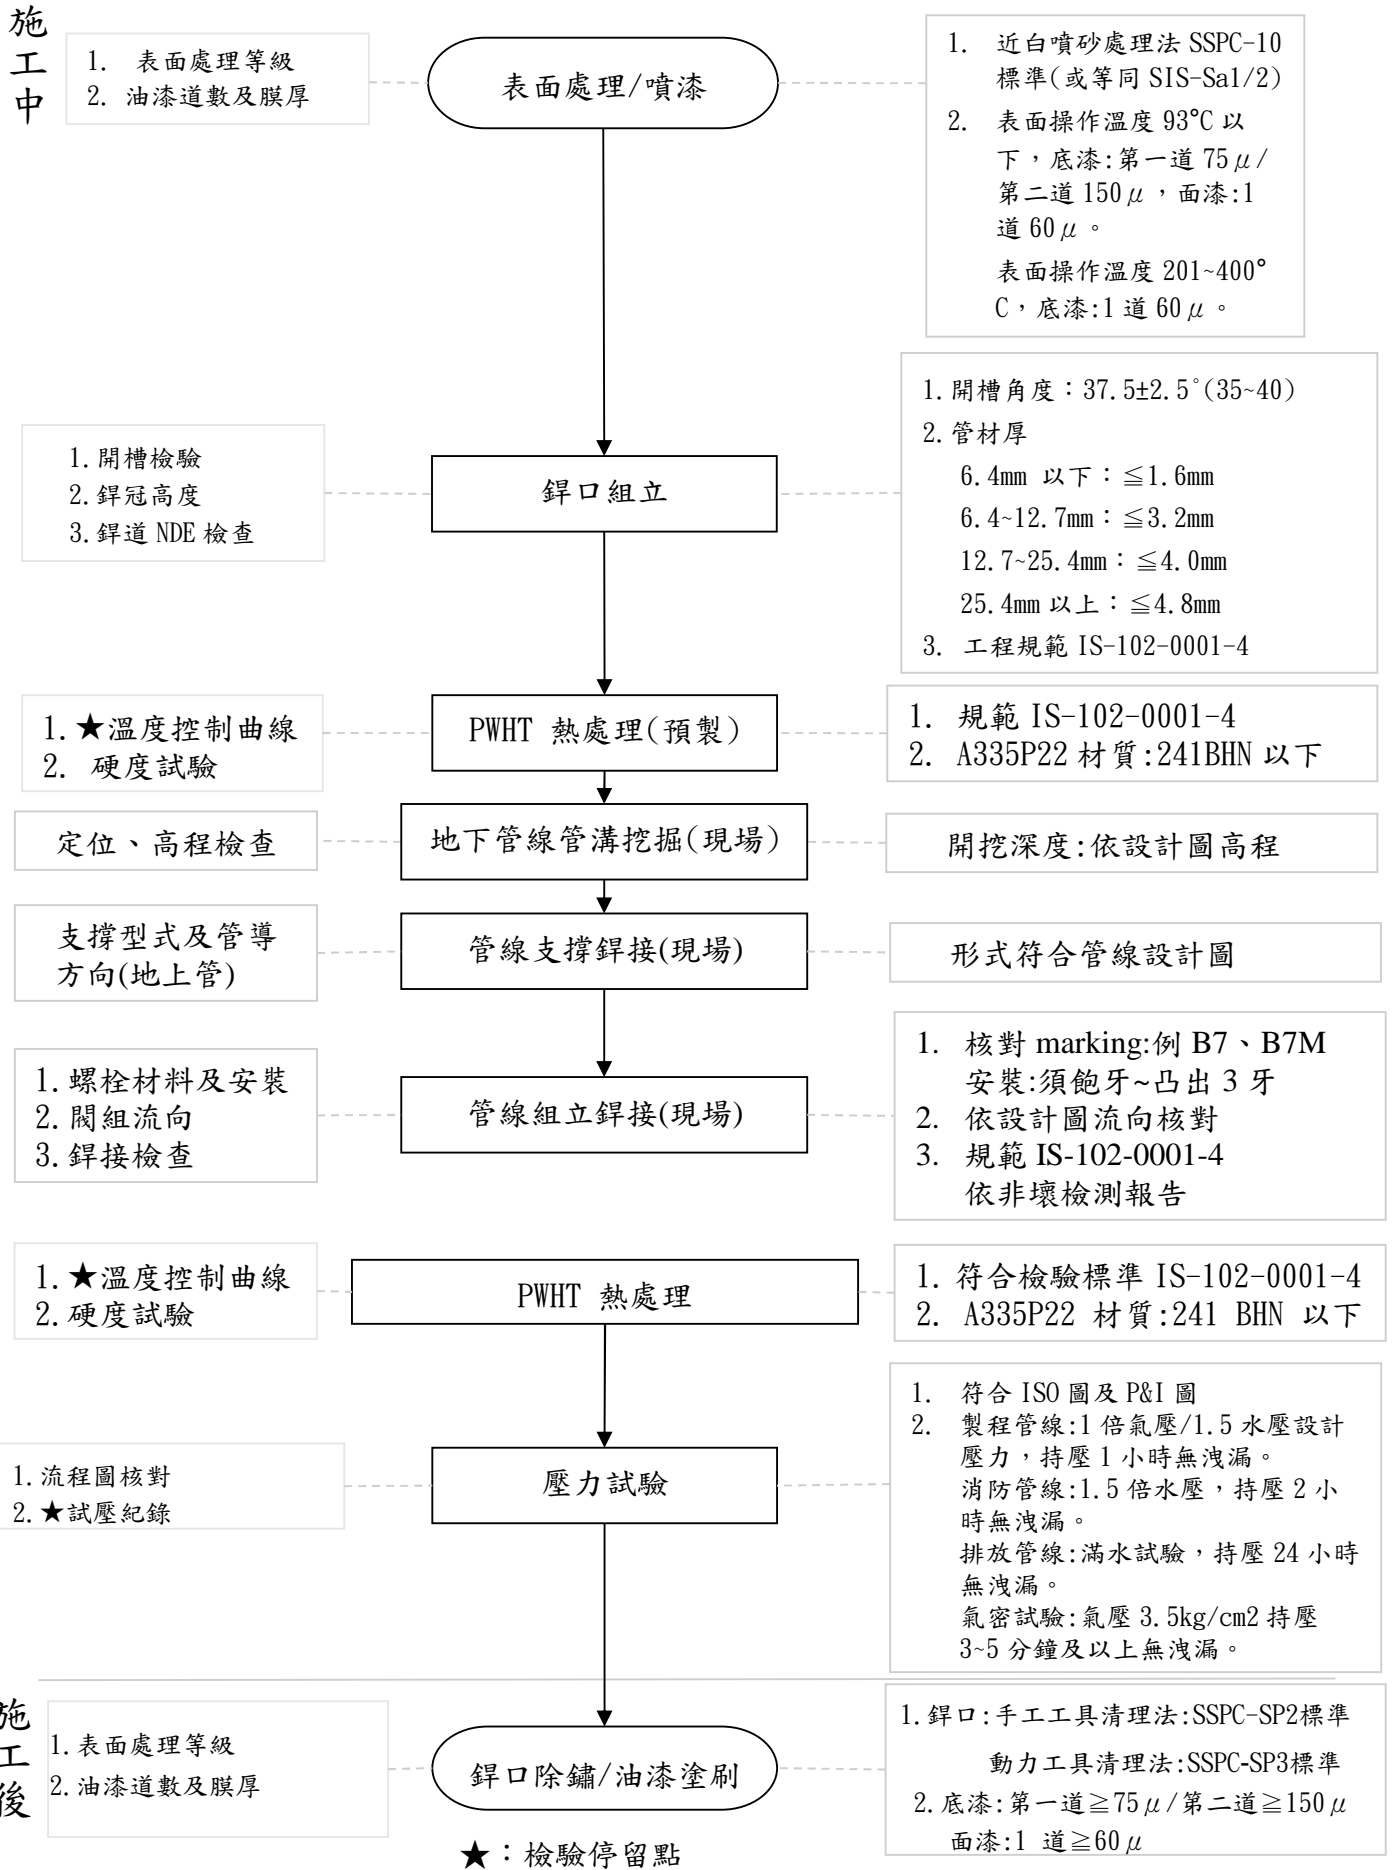 施
工
中
1. 表面處理等級
2. 油漆道數及膜厚
表面處理/噴漆
1. 近白噴砂處理法 SSPC-10
標準(或等同 SIS-Sa1/2)
2. 表面操作溫度 93°C 以
下，底漆:第一道 75μ/
第二道 150μ，面漆:1
道 60μ。
表面操作溫度 201~400°
C，底漆:1 道 60μ。
1.開槽檢驗
2.銲冠高度
3.銲道 NDE 檢查
銲口組立
1.開槽角度：37.5±2.5°(35~40)
2.管材厚
6.4mm 以下：≦1.6mm
6.4~12.7mm：≦3.2mm
12.7~25.4mm：≦4.0mm
25.4mm 以上：≦4.8mm
3. 工程規範 IS-102-0001-4
1.★溫度控制曲線
2. 硬度試驗
PWHT 熱處理(預製)
1. 規範 IS-102-0001-4
2. A335P22 材質:241BHN 以下
定位、高程檢查
地下管線管溝挖掘(現場)
開挖深度:依設計圖高程
支撐型式及管導
方向(地上管)
管線支撐銲接(現場)
形式符合管線設計圖
1.螺栓材料及安裝
2.閥組流向
3.銲接檢查
管線組立銲接(現場)
1. 核對 marking:例 B7、B7M
安裝:須飽牙~凸出 3 牙
2. 依設計圖流向核對
3. 規範 IS-102-0001-4
依非壞檢測報告
1.★溫度控制曲線
2.硬度試驗
PWHT 熱處理
1.符合檢驗標準 IS-102-0001-4
2. A335P22 材質:241 BHN 以下
1.流程圖核對
2.★試壓紀錄
壓力試驗
1. 符合 ISO 圖及 P&I 圖
2. 製程管線:1 倍氣壓/1.5 水壓設計
壓力，持壓 1 小時無洩漏。
消防管線:1.5 倍水壓，持壓 2 小
時無洩漏。
排放管線:滿水試驗，持壓 24 小時
無洩漏。
氣密試驗:氣壓 3.5kg/cm2 持壓
3~5 分鐘及以上無洩漏。
施
工
後
1.表面處理等級
2.油漆道數及膜厚
銲口除鏽/油漆塗刷
1.銲口:手工工具清理法:SSPC-SP2標準
動力工具清理法:SSPC-SP3標準
2.底漆:第一道≧75μ/第二道≧150μ
面漆:1 道≧60μ
★：檢驗停留點